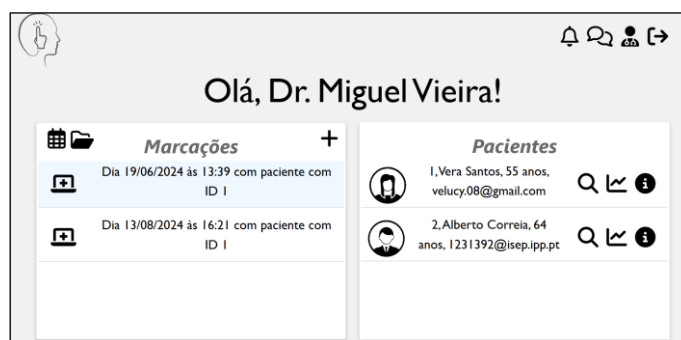 Olá, Dr. Miguel Vieira!
Marcações
Dia 19/06/2024 às 13:39 com paciente com
ID 1
Dia 13/08/2024 às 16:21 com paciente com
ID 1
Pacientes
1,Vera Santos, 55 anos,
velucy.08@gmail.com
2,Alberto Correia, 64
anos, 1231392@isep.ipp.pt